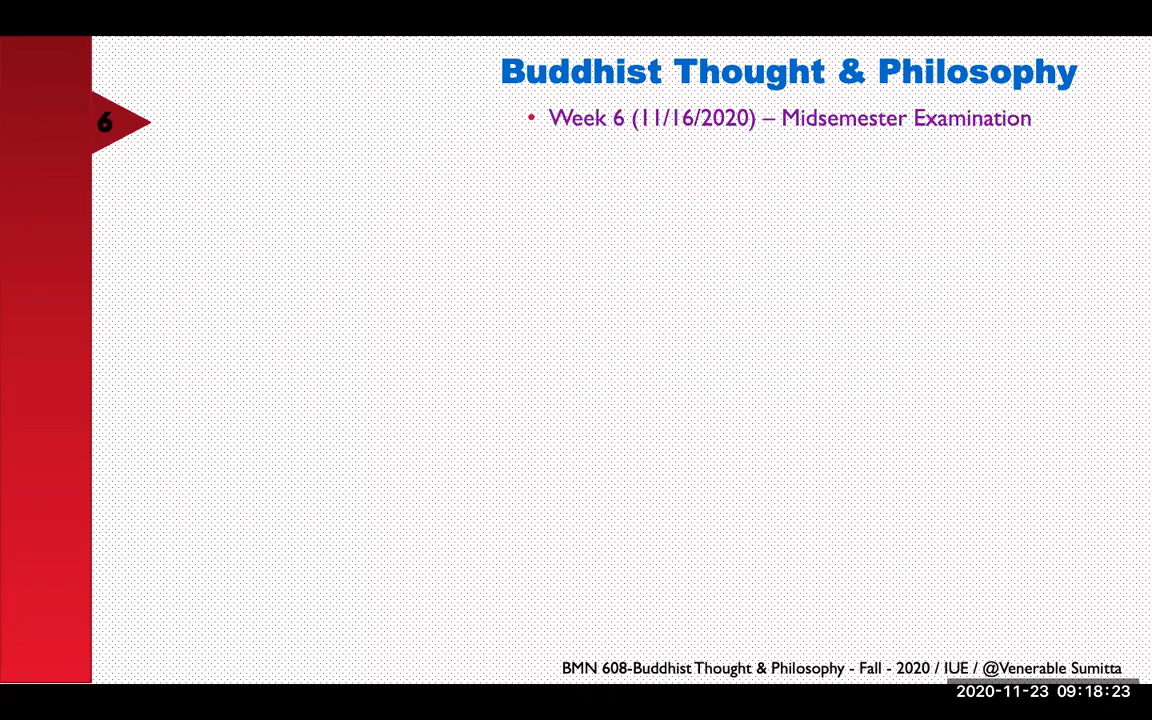 Buddhist Thought & Philosophy
6
• Week 6 (11/16/2020) – Midsemester Examination
BMN 608-Buddhist Thought & Philosophy - Fall - 2020 / IUE / @Venerable Sumitta
2020-11-23 09:18:23